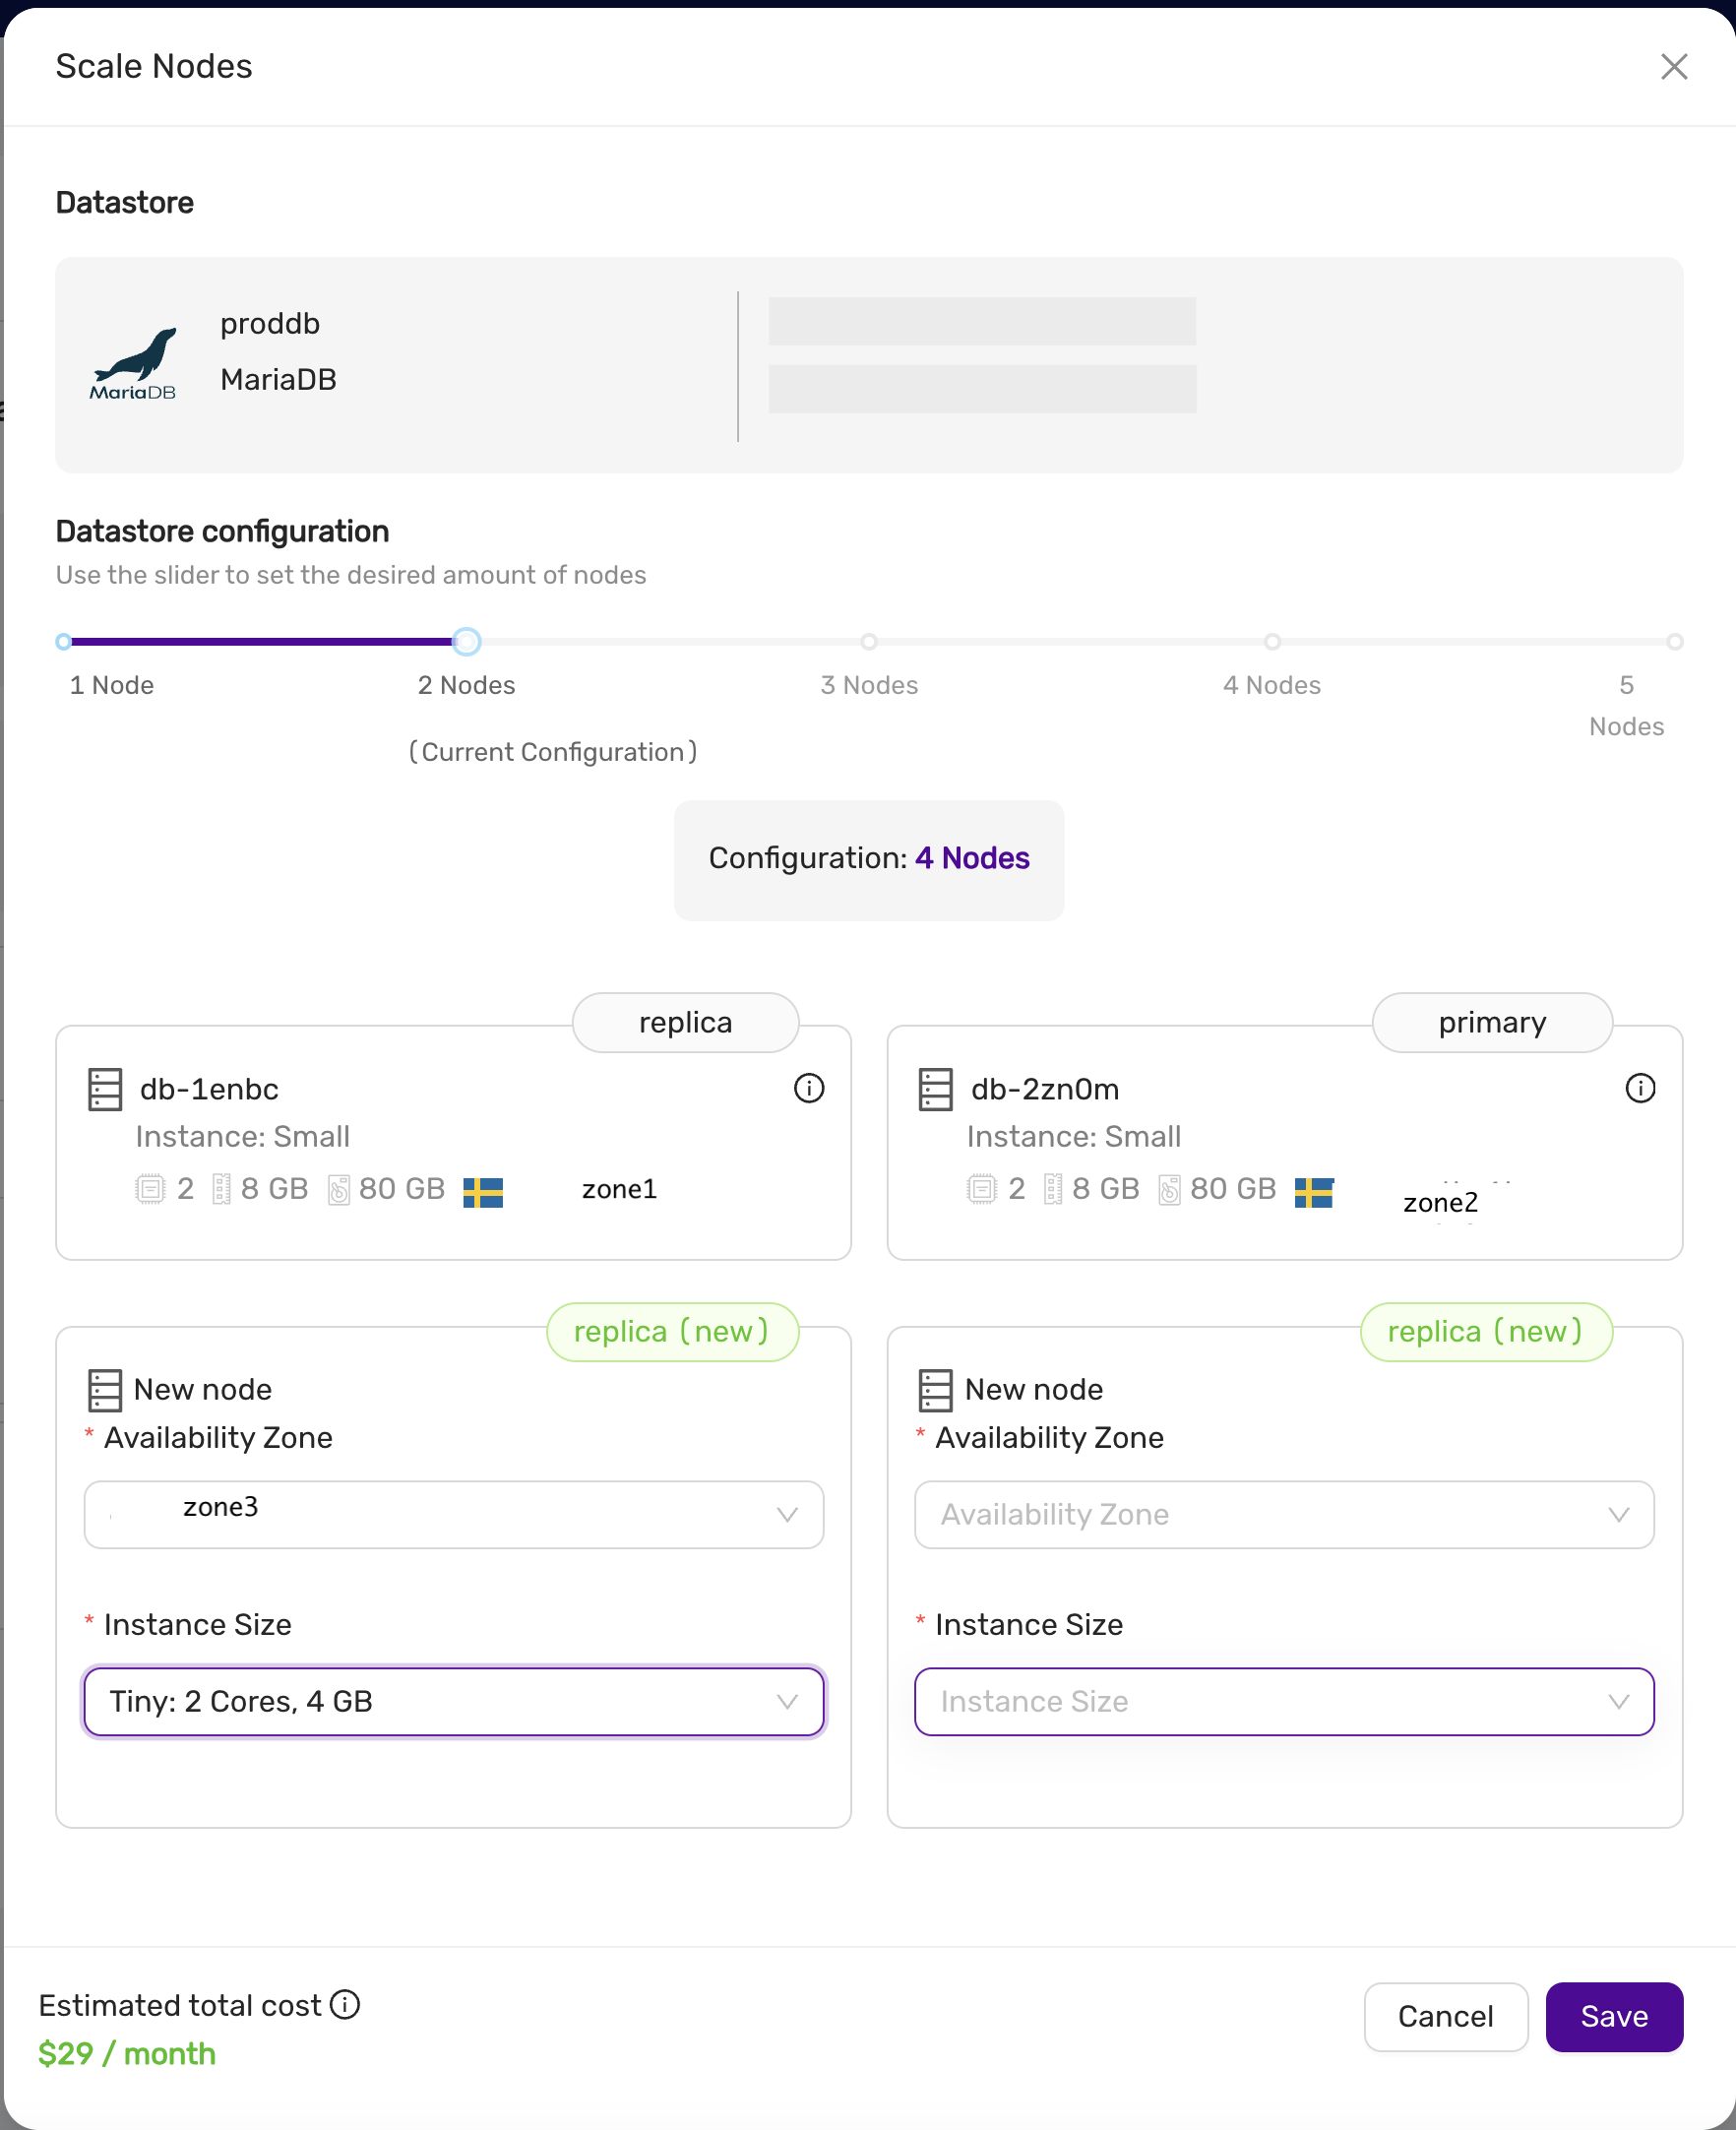 Scale Nodes
Datastore
proddb
MariaDB
MariaDB
Datastore configuration
Use the slider to set the desired amount of nodes
1 Node
2 Nodes
3 Nodes
4 Nodes
5
Nodes
(Current Configuration)
Configuration: 4 Nodes
replica
db-1enbc
Instance: Small
2 8 GB 80 GB zone1
primary
db-2zn0m
Instance: Small
2 8 GB 80 GB zone2
replica (new)
New node
* Availability Zone
zone3
* Instance Size
Tiny: 2 Cores, 4 GB
replica (new)
New node
* Availability Zone
Availability Zone
* Instance Size
Instance Size
Estimated total cost
$29 / month
Cancel
Save